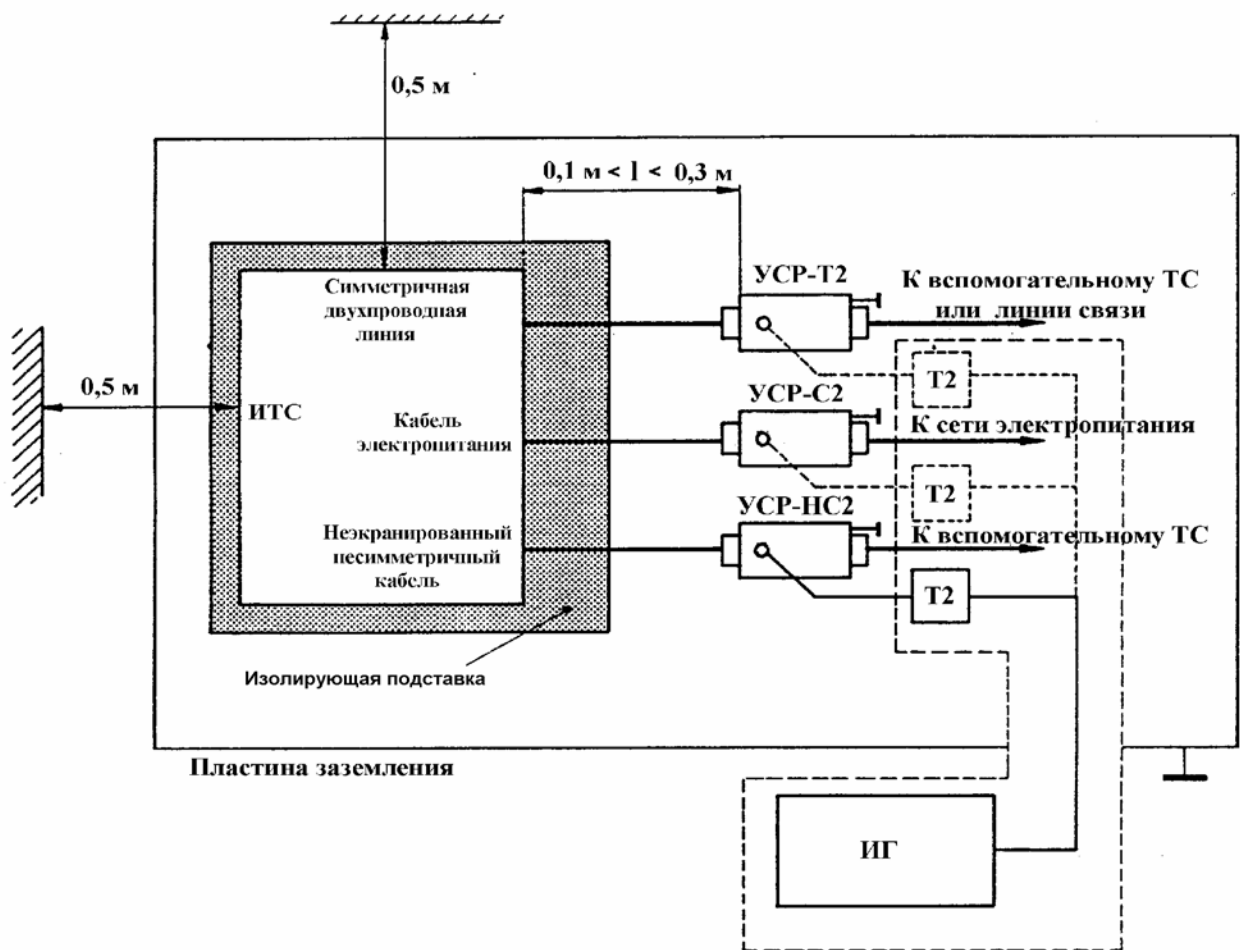 0,5 м
0,1 м < l < 0,3 м
УСР-Т2
К вспомогательному ТС
или линии связи
Симметричная
двухпроводная
линия
Т2
0,5 м
ИТС
УСР-С2
Кабель
электропитания
К сети электропитания
Т2
УСР-НС2
Неэкранированный
несимметричный
кабель
К вспомогательному ТС
Т2
Изолирующая подставка
Пластина заземления
ИГ